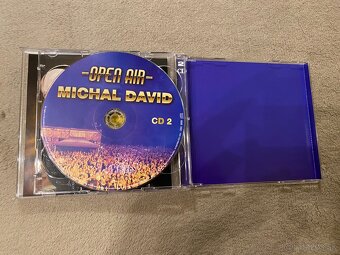 -OPEN AIR-
MICHAL DAVID
CD 2